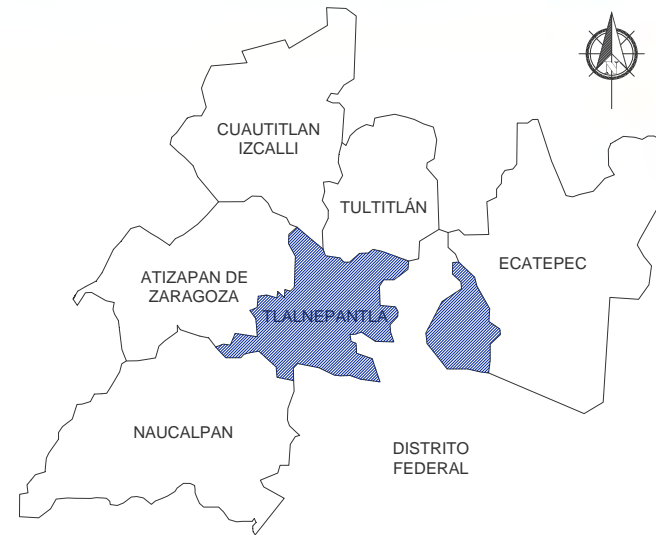 N
CUAUTITLAN
IZCALLI
TULTITLÁN
ECATEPEC
ATIZAPAN DE
ZARAGOZA
TLALNEPANTLA
NAUCALPAN
DISTRITO
FEDERAL